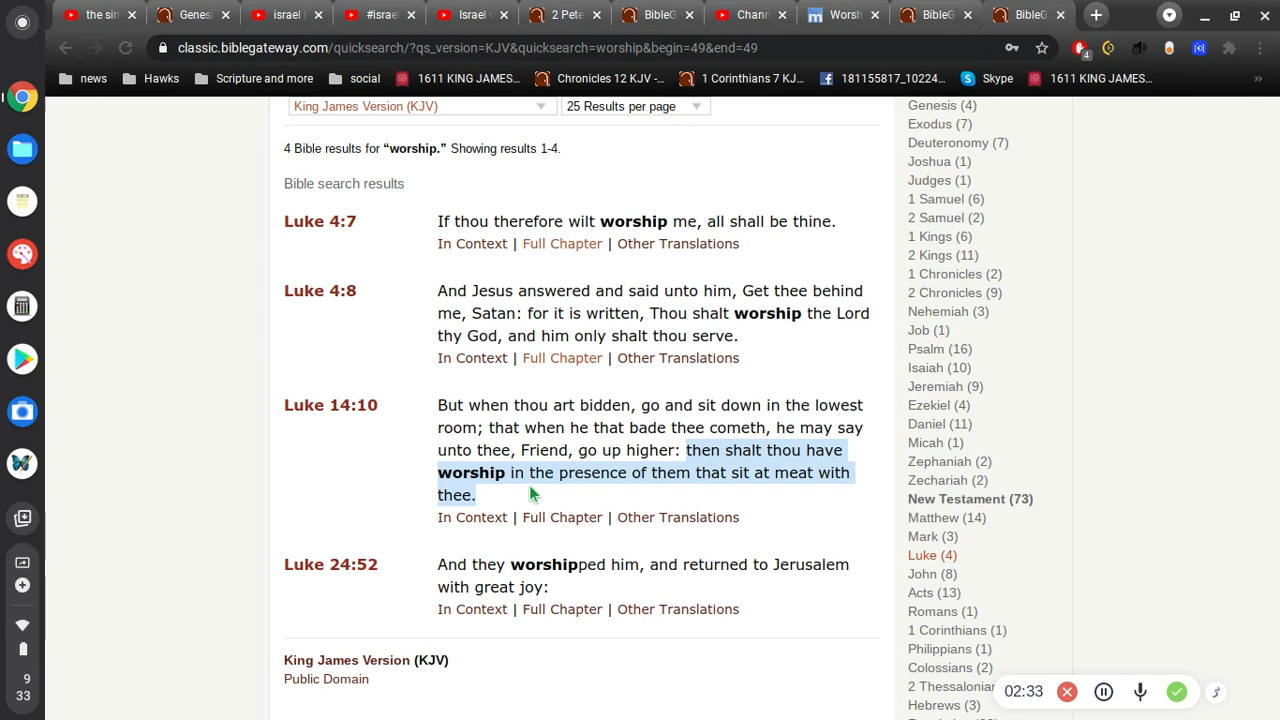 the sin
Genesi
israel
#israel
Israel v
2 Pete
BibleG
Chann
Worsh
BibleG
BibleG
classic.biblegateway.com/quicksearch/?qs_version=KJV&quicksearch=worship&begin=49&end=49
4
news
Hawks
Scripture and more
social
1611 KING JAMES...
Chronicles 12 KJV -...
1 Corinthians 7 KJ...
181155817_10224...
Skype
1611 KING JAMES...
King James Version (KJV)
25 Results per page
4 Bible results for “worship.” Showing results 1-4.
Bible search results
Luke 4:7
If thou therefore wilt worship me, all shall be thine.
In Context | Full Chapter | Other Translations
Luke 4:8
And Jesus answered and said unto him, Get thee behind
me, Satan: for it is written, Thou shalt worship the Lord
thy God, and him only shalt thou serve.
In Context | Full Chapter | Other Translations
Luke 14:10
But when thou art bidden, go and sit down in the lowest
room; that when he that bade thee cometh, he may say
unto thee, Friend, go up higher: then shalt thou have
worship in the presence of them that sit at meat with
thee.
In Context | Full Chapter | Other Translations
Luke 24:52
And they worshipped him, and returned to Jerusalem
with great joy:
In Context | Full Chapter | Other Translations
King James Version (KJV)
Public Domain
Genesis (4)
Exodus (7)
Deuteronomy (7)
Joshua (1)
Judges (1)
1 Samuel (6)
2 Samuel (2)
1 Kings (6)
2 Kings (11)
1 Chronicles (2)
2 Chronicles (9)
Nehemiah (3)
Job (1)
Psalm (16)
Isaiah (10)
Jeremiah (9)
Ezekiel (4)
Daniel (11)
Micah (1)
Zephaniah (2)
Zechariah (2)
New Testament (73)
Matthew (14)
Mark (3)
Luke (4)
John (8)
Acts (13)
Romans (1)
1 Corinthians (1)
Philippians (1)
Colossians (2)
2 Thessalonian
Hebrews (3)
02:33
9
33